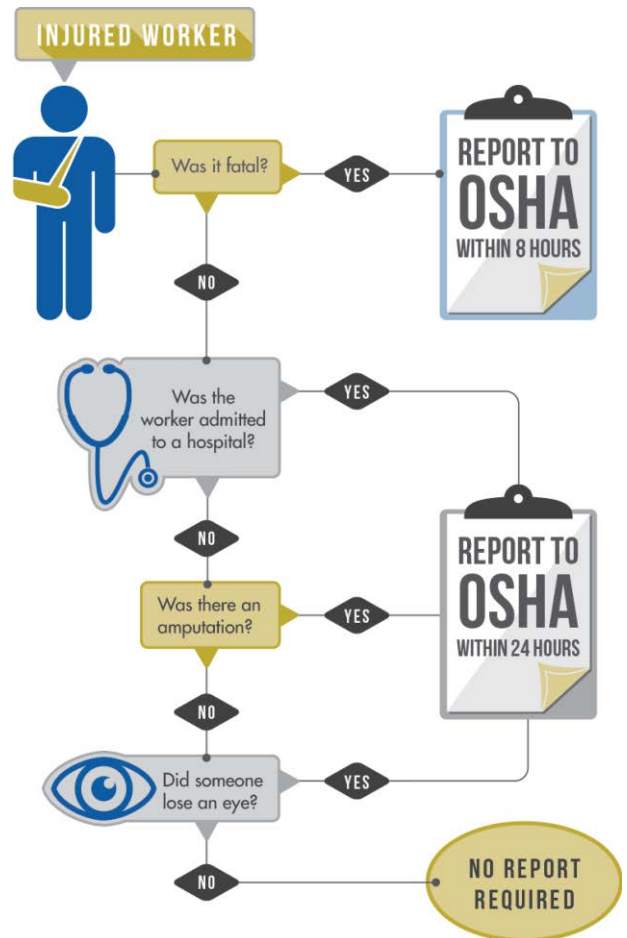 INJURED WORKER
Was it fatal?
YES
REPORT TO
OSHA
WITHIN 8 HOURS
NO
Was the
worker admitted
to a hospital?
YES
NO
REPORT TO
OSHA
WITHIN 24 HOURS
Was there an
amputation?
YES
NO
Did someone
lose an eye?
YES
NO
NO REPORT
REQUIRED